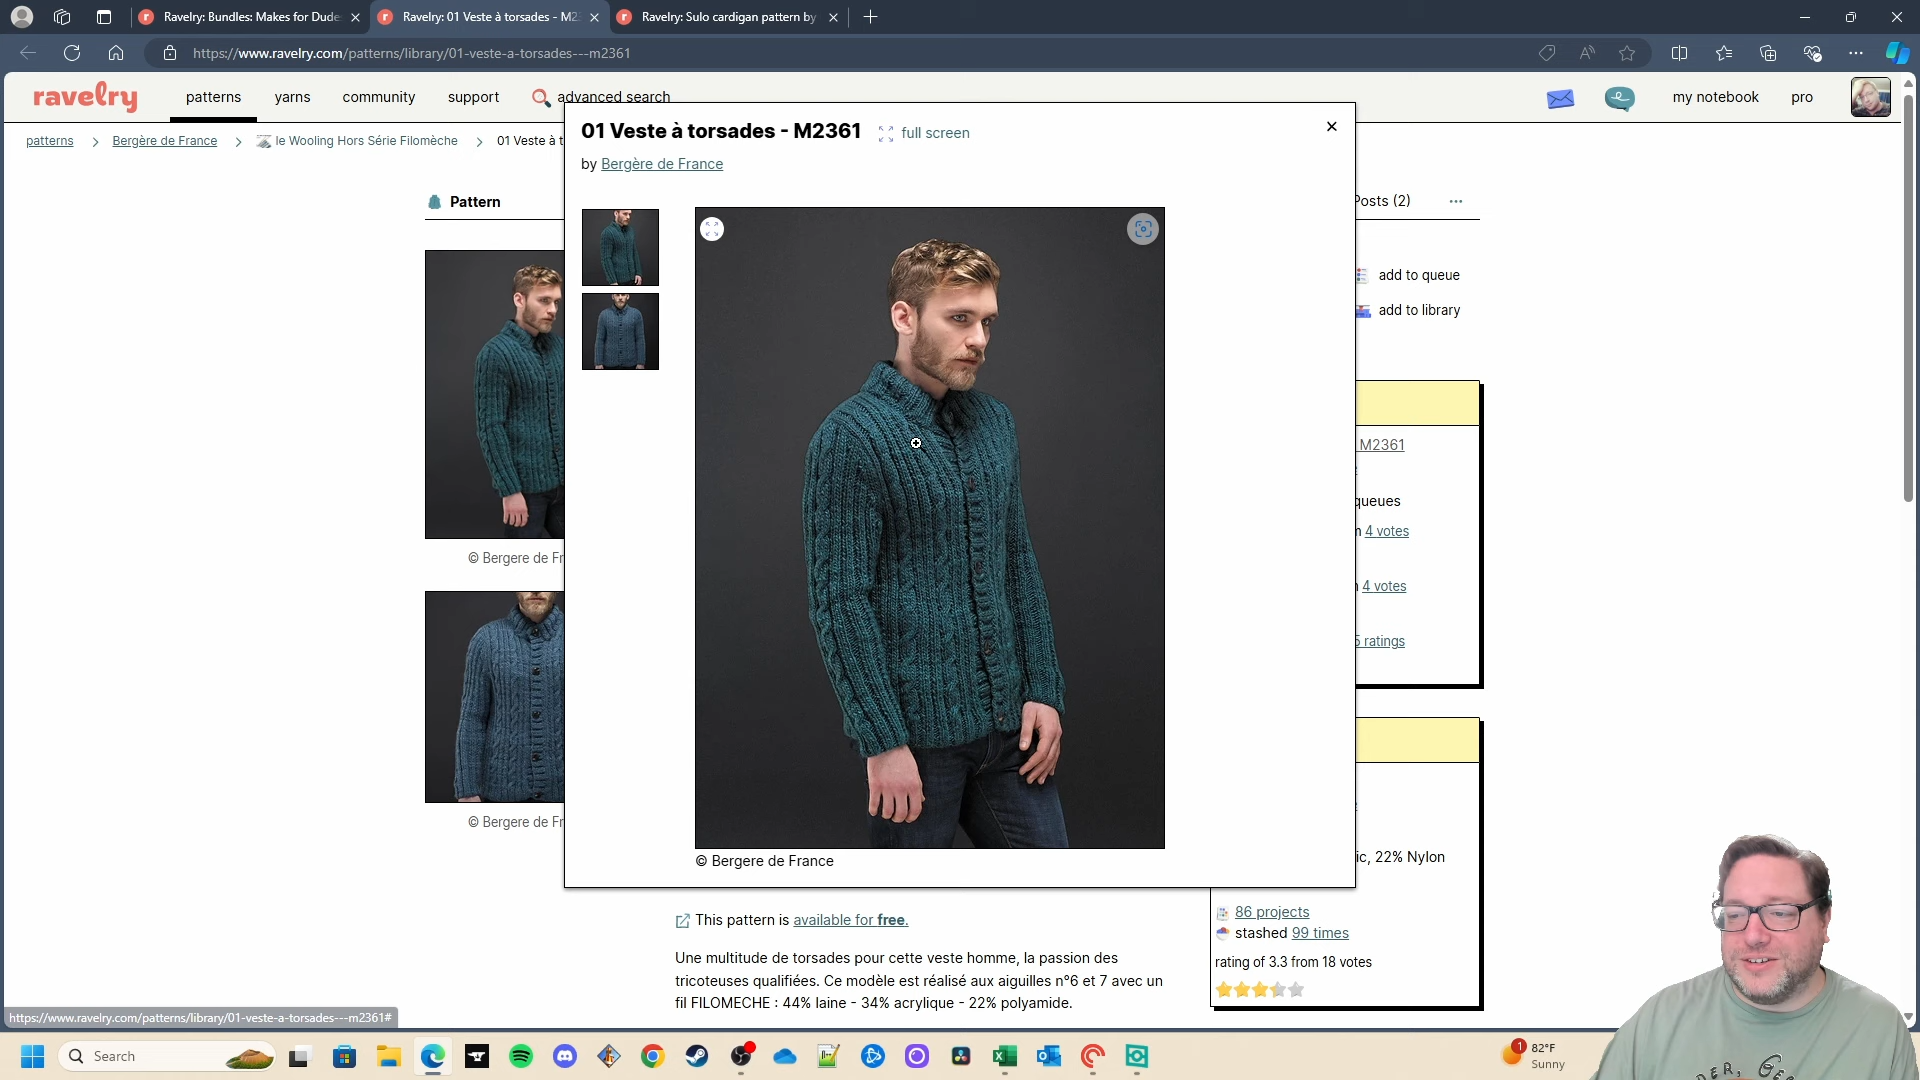 Ravelry: Bundles: Makes for Dude
Ravelry: 01 Veste à torsades - M23
Ravelry: Sulo cardigan pattern by
https://www.ravelry.com/patterns/library/01-veste-a-torsades---m2361
ravelry
patterns
yarns
community
support
advanced search
my notebook
pro
patterns > Bergère de France > le Wooling Hors Série Filomèche > 01 Veste à t
01 Veste à torsades - M2361
full screen
by Bergère de France
Pattern
Posts (2)
add to queue
add to library
M2361
queues
4 votes
4 votes
5 ratings
© Bergere de Fr
© Bergere de Fr
© Bergere de France
ic, 22% Nylon
86 projects
stashed 99 times
rating of 3.3 from 18 votes
This pattern is available for free.
Une multitude de torsades pour cette veste homme, la passion des
tricoteuses qualifiées. Ce modèle est réalisé aux aiguilles n°6 et 7 avec un
fil FILOMECHE : 44% laine - 34% acrylique - 22% polyamide.
https://www.ravelry.com/patterns/library/01-veste-a-torsades---m2361#
Search
1
82°F
Sunny